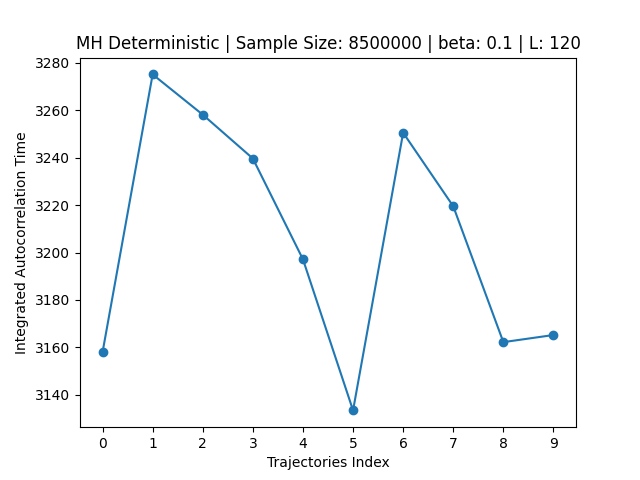 MH Deterministic | Sample Size: 8500000 | beta: 0.1 | L: 120
3280
3260
3240
3220
3200
3180
3160
3140
Integrated Autocorrelation Time
0 1 2 3 4 5 6 7 8 9
Trajectories Index